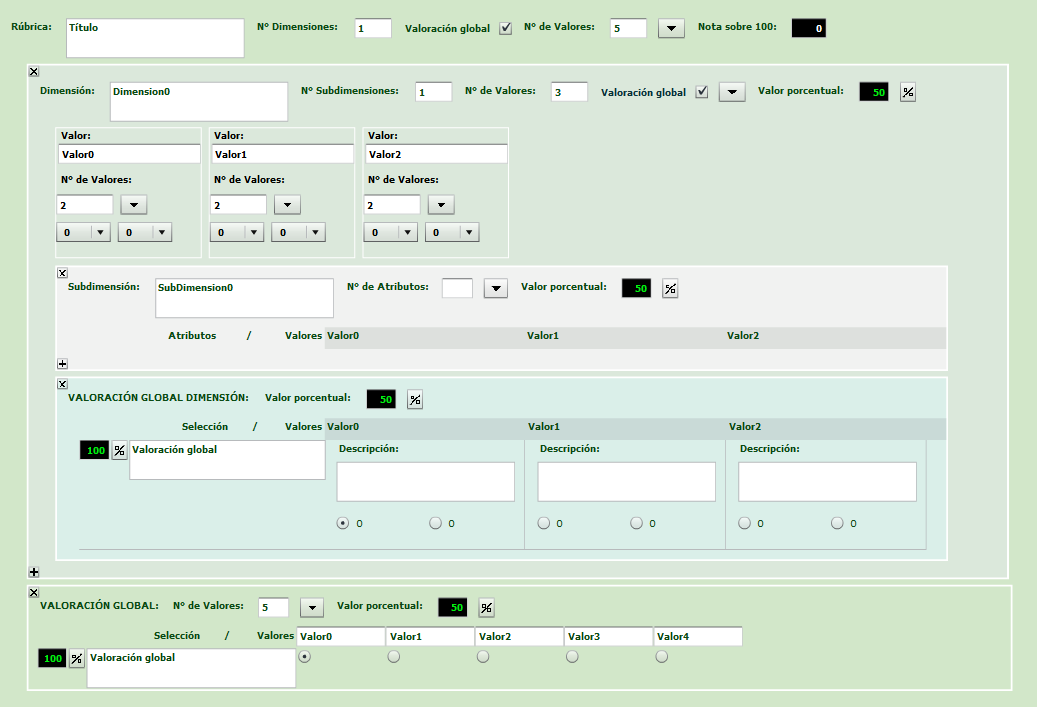 Rúbrica: Título Nº Dimensiones: 1 Valoración global Nº de Valores: 5 Nota sobre 100: 0
Dimensión: Dimension0 Nº Subdimensiones: 1 Nº de Valores: 3 Valoración global Valor porcentual: 50 %
Valor: Valor: Valor:
Valor0 Valor1 Valor2
Nº de Valores: Nº de Valores: Nº de Valores:
2 2 2
0 0 0 0 0 0
Subdimensión: SubDimension0 Nº de Atributos: Valor porcentual: 50 %
Atributos / Valores Valor0 Valor1 Valor2
VALORACIÓN GLOBAL DIMENSIÓN: Valor porcentual: 50 %
Selección / Valores Valor0 Valor1 Valor2
100 % Valoración global Descripción: Descripción: Descripción:
0 0 0 0 0 0
VALORACIÓN GLOBAL: Nº de Valores: 5 Valor porcentual: 50 %
Selección / Valores Valor0 Valor1 Valor2 Valor3 Valor4
100 % Valoración global